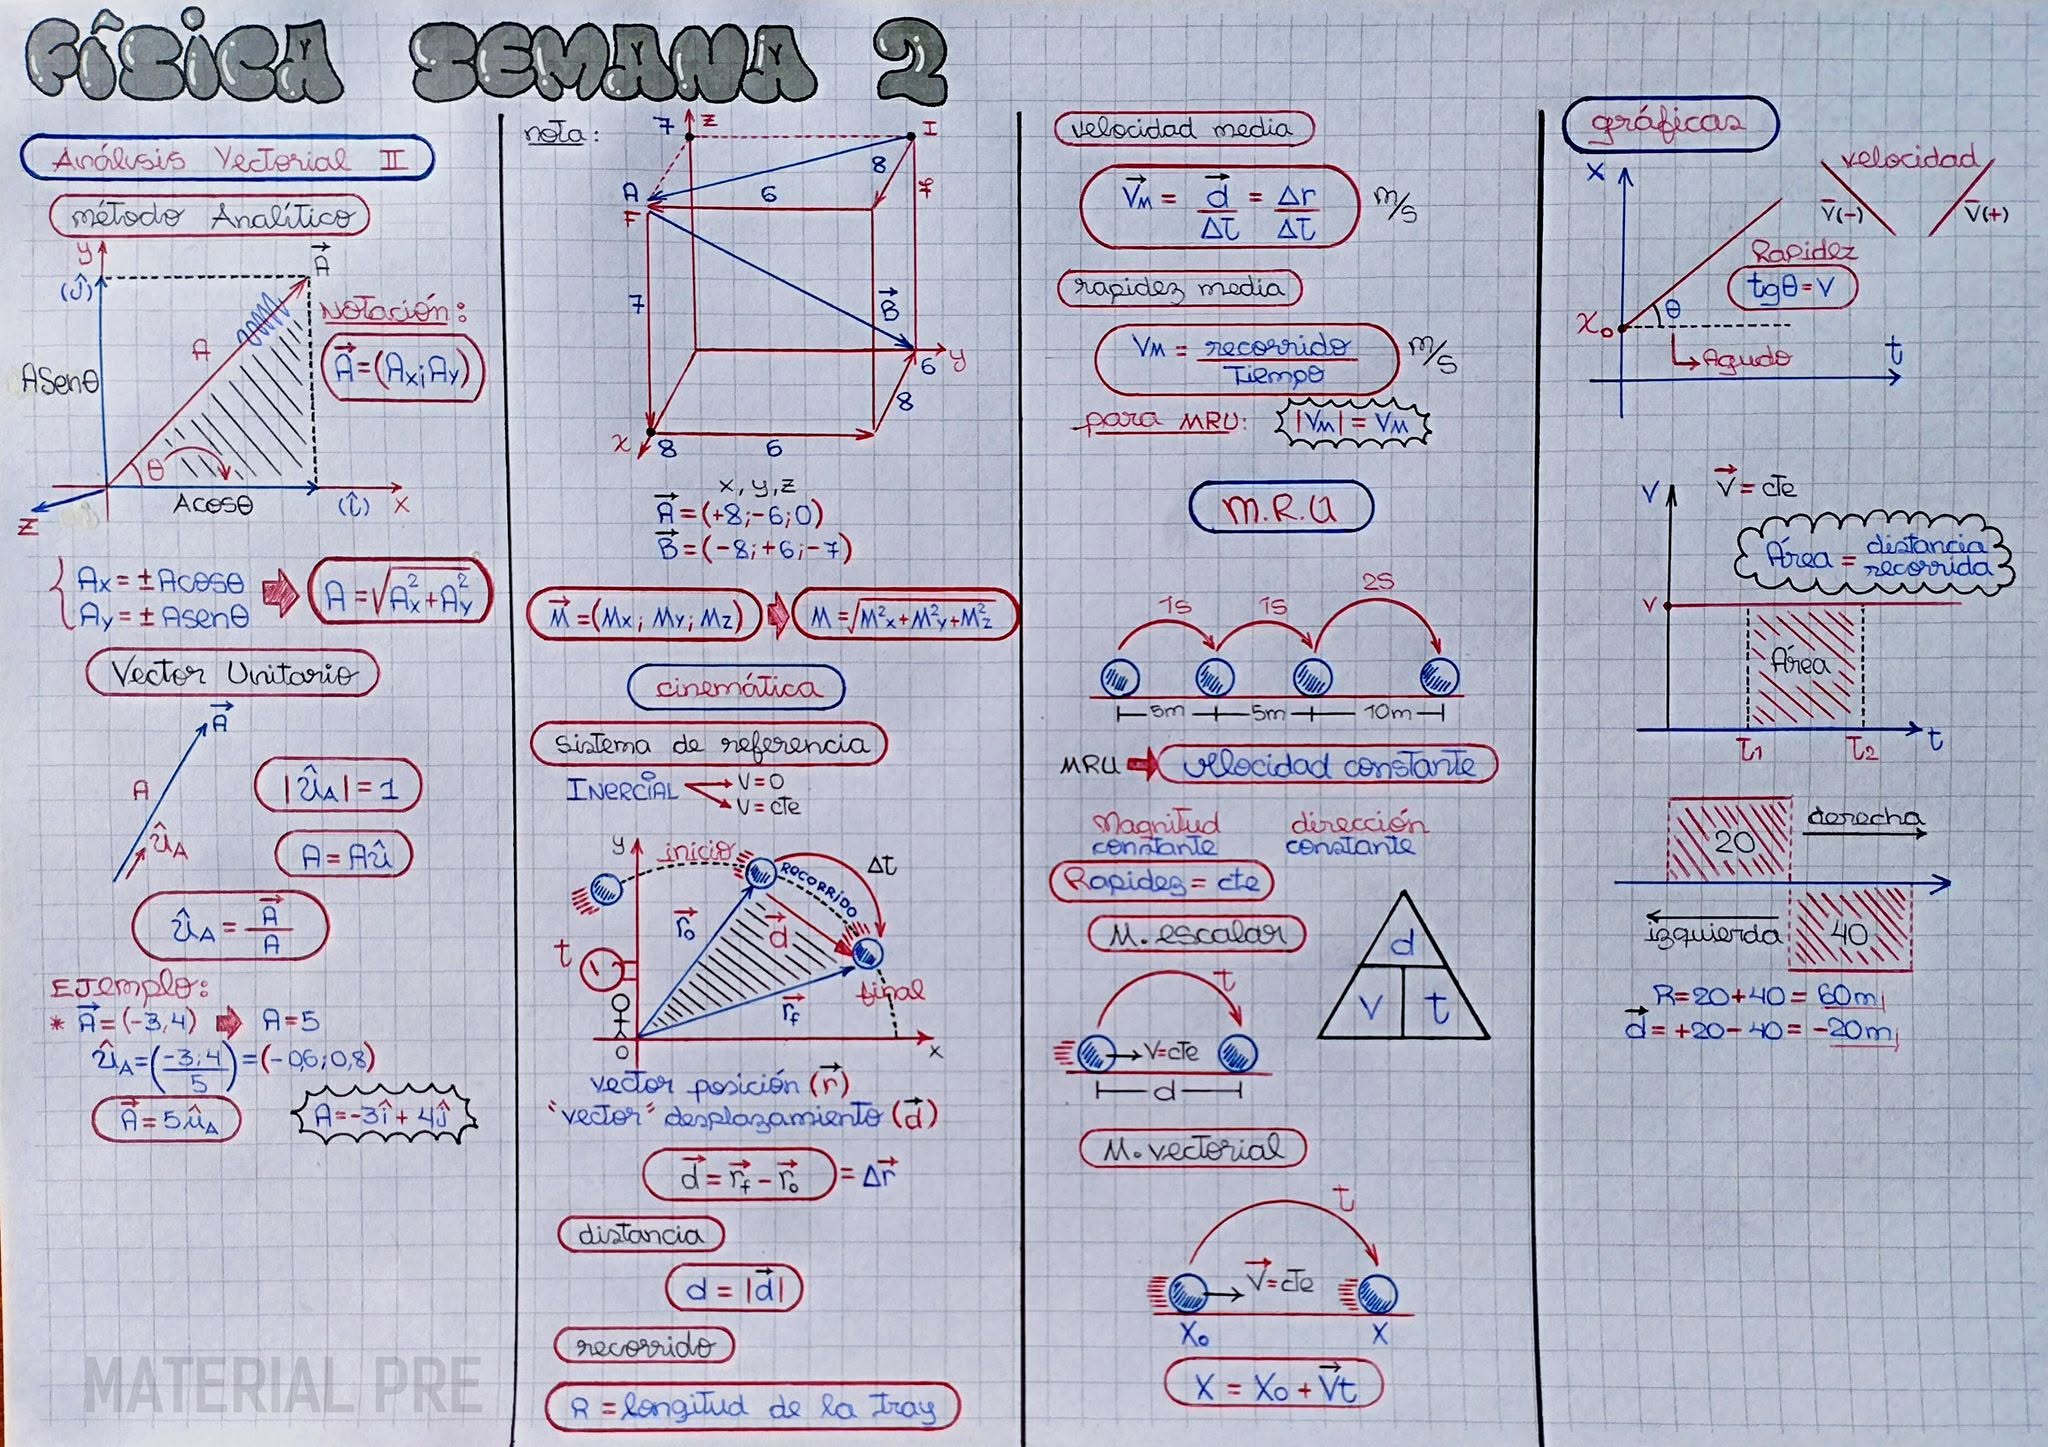 FÍSICA SEMANA 2
Análisis Vectorial II
método Analítico
y
(ĵ)
A⃗
A
Asenθ
θ
Acosθ
(î)
x
z
Notación:
A⃗=(Ax;Ay)
Ax=±Acosθ
Ay=±Asenθ
A=√Ax²+Ay²
Vector Unitario
A⃗
A
ûA
|ûA|=1
A=Aû
ûA=A⃗/A
Ejemplo:
* A⃗=(-3,4) ➡ A=5
ûA=(-3;4/5)=(-0,6;0,8)
A⃗=5ûA
A=-3î+4ĵ
MATERIAL PRE
nota:
7 z
I
8
7
A
6
F
7
B⃗
6 y
8
x 8
6
x,y,z
A⃗=(+8;-6;0)
B⃗=(-8;+6;-7)
M⃗=(Mx; My; Mz) ➡ M=√M²x+M²y+M²z
cinemática
sistema de referencia
INERCIAL
V=0
V=cte
y
inicio
RECORRIDO
Δt
r⃗o
d⃗
t
final
r⃗f
O
x
vector posición (r⃗)
"vector" desplazamiento (d⃗)
d⃗=r⃗f-r⃗o =Δr⃗
distancia
d=|d⃗|
recorrido
R=longitud de la Tray
velocidad media
V⃗M = d⃗/Δt = Δr/Δt m/s
rapidez media
VM = recorrido/Tiempo m/s
para MRU: |VM|=VM
M.R.U
1s 1s 2s
5m 5m 10m
MRU ➡ velocidad constante
Magnitud constante
dirección constante
Rapidez=cte
M. escalar
t
V=cte
d
d
V t
M. vectorial
t
V⃗=cte
Xo X
X = Xo+V⃗t
gráficas
x
velocidad
V̄(-)
V̄(+)
Rapidez
tgθ=V
θ
xo
Agudo
t
V
V⃗=cte
Área = distancia recorrida
V
Área
t1 t2 t
20
derecha
izquierda
40
R=20+40=60m
d⃗=+20-40=-20m